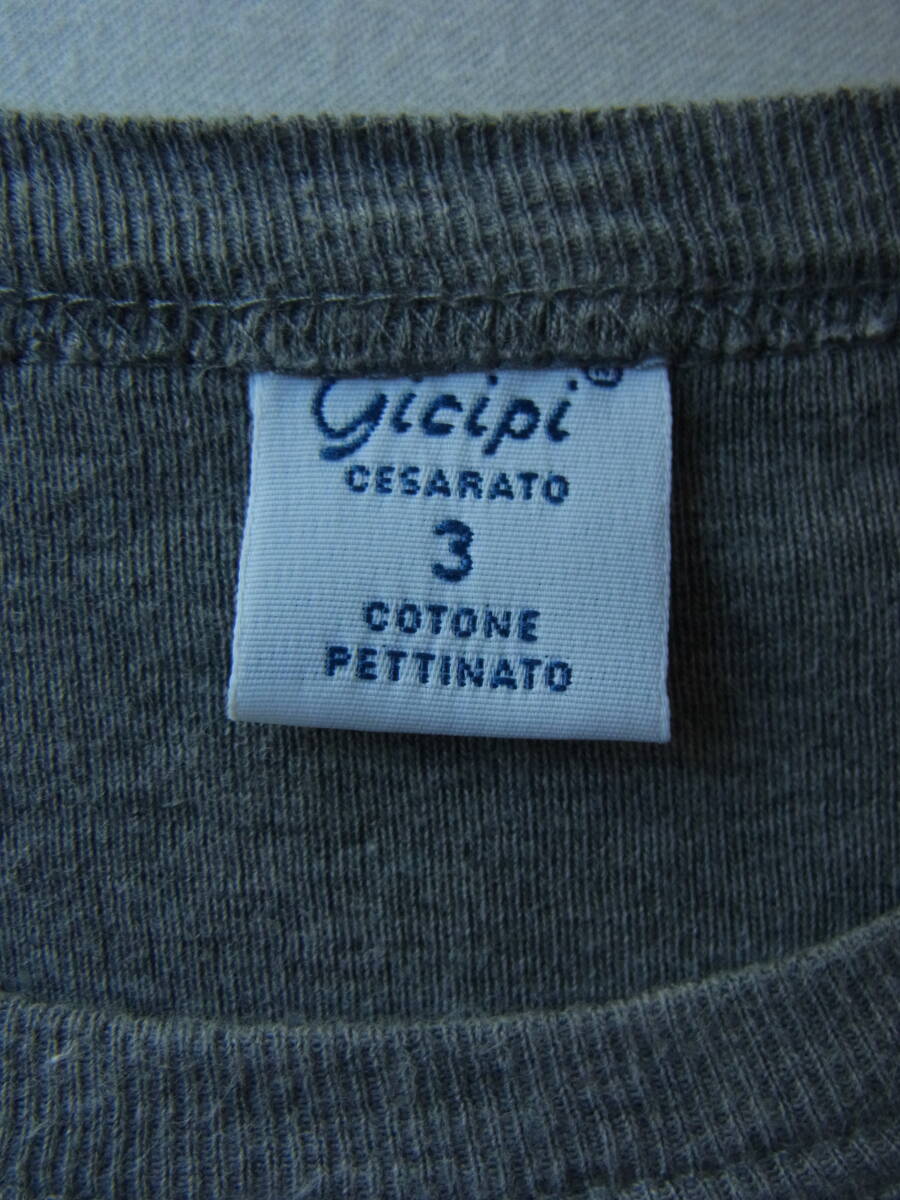 Gicipi®
CESARATO
3
COTONE
PETTINATO